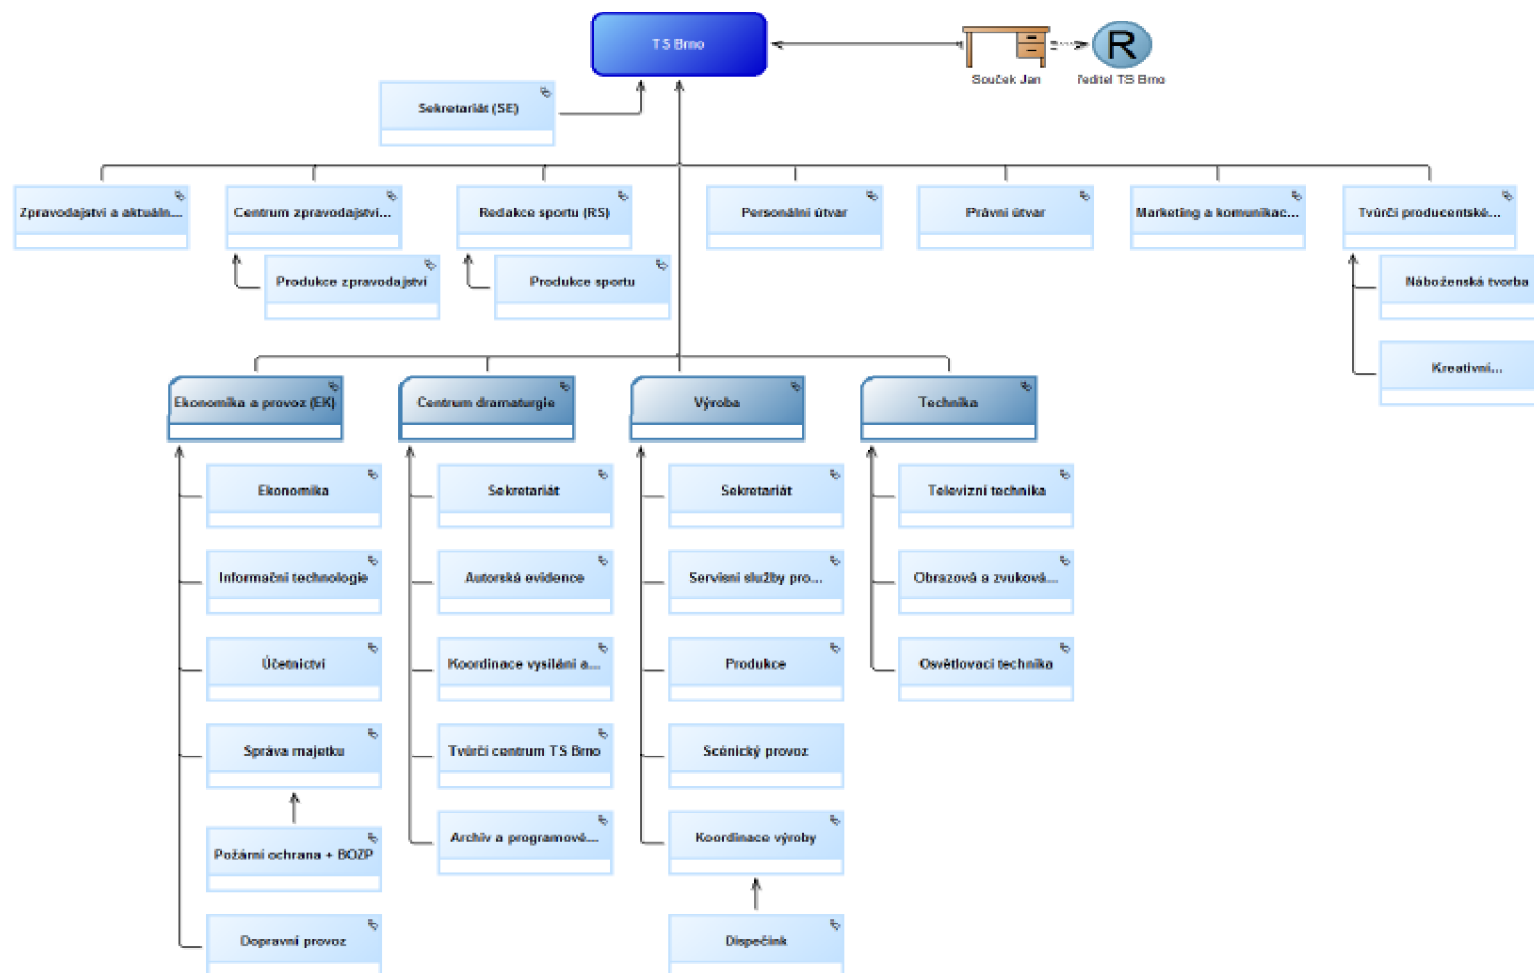 TS Brno
Souček Jan
ředitel TS Brno
Sekretariát (SE)
Zpravodajství a aktuáln...
Centrum zpravodajství...
Redakce sportu (RS)
Personální útvar
Právní útvar
Marketing a komunikac...
Tvůrčí producentské...
Produkce zpravodajství
Produkce sportu
Náboženská tvorba
Kreativní...
Ekonomika a provoz (EK)
Centrum dramaturgie
Výroba
Technika
Ekonomika
Sekretariát
Sekretariát
Televizní technika
Informační technologie
Autorská evidence
Servisní služby pro...
Obrazová a zvuková...
Účetnictví
Koordinace vysílání a...
Produkce
Osvětlovací technika
Správa majetku
Tvůrčí centrum TS Brno
Scénický provoz
Požární ochrana + BOZP
Archiv a programové...
Koordinace výroby
Dopravní provoz
Dispečink
R